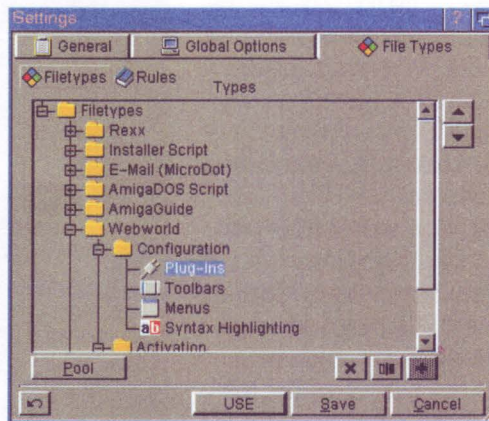 Settings
?
General
Global Options
File Types
Filetypes
Rules
Types
Filetypes
Rexx
Installer Script
E-Mail (MicroDot)
AmigaDOS Script
AmigaGuide
Webworld
Configuration
Plug-Ins
Toolbars
Menus
ab Syntax Highlighting
Activation
Pool
USE
Save
Cancel